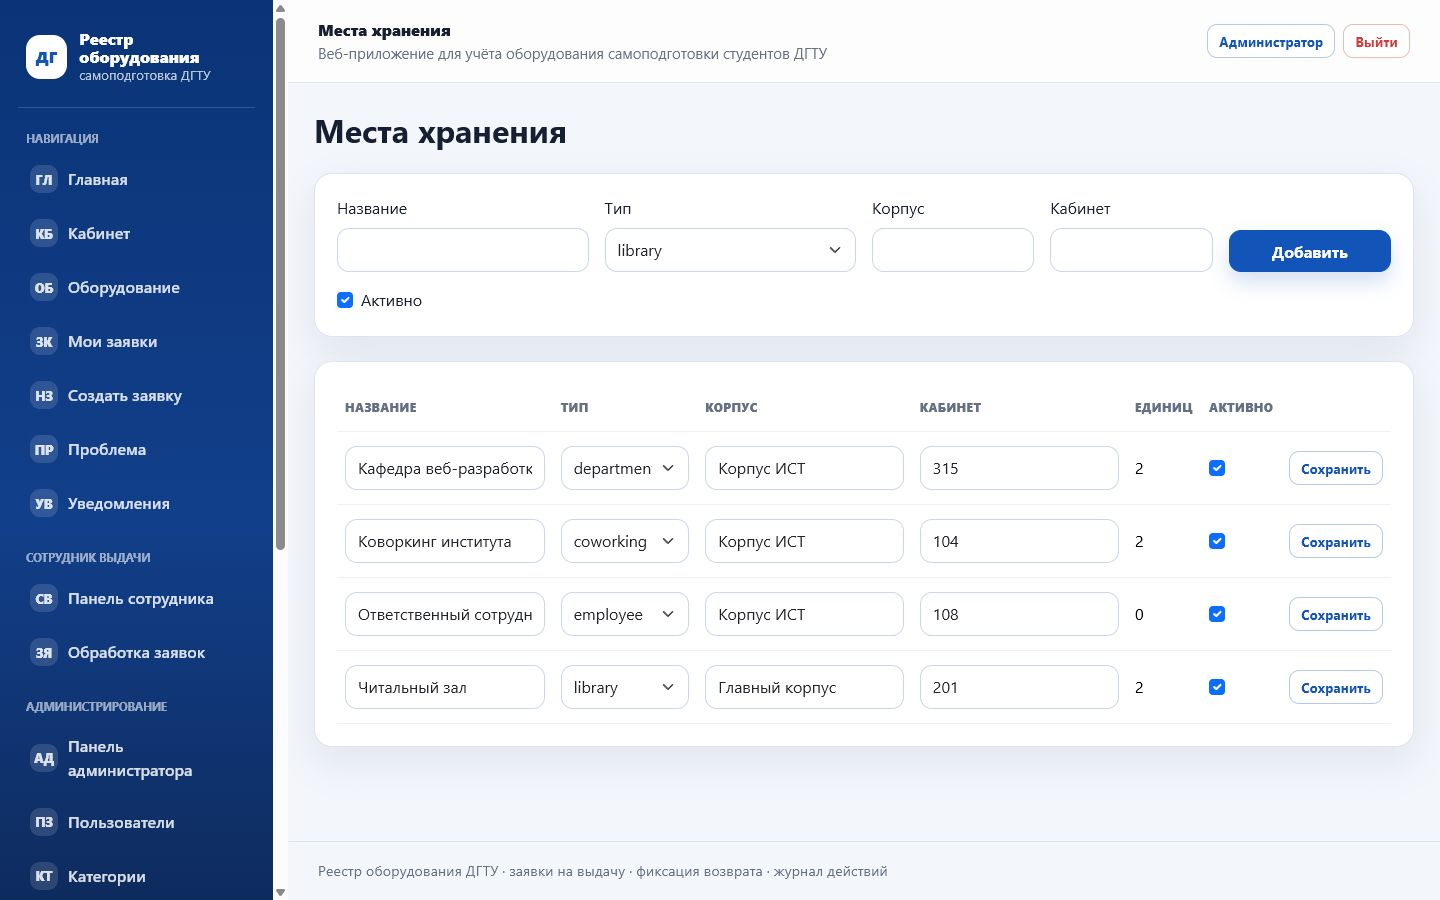 ДГ
Реестр
оборудования
самоподготовка ДГТУ
НАВИГАЦИЯ
ГЛ Главная
КБ Кабинет
ОБ Оборудование
ЗК Мои заявки
НЗ Создать заявку
ПР Проблема
УВ Уведомления
СОТРУДНИК ВЫДАЧИ
СВ Панель сотрудника
ЗЯ Обработка заявок
АДМИНИСТРИРОВАНИЕ
АД Панель
администратора
ПЗ Пользователи
КТ Категории
Места хранения
Веб-приложение для учёта оборудования самоподготовки студентов ДГТУ
Администратор Выйти
Места хранения
Название Тип Корпус Кабинет
library Добавить
Активно
НАЗВАНИЕ ТИП КОРПУС КАБИНЕТ ЕДИНИЦ АКТИВНО
Кафедра веб-разработк departmen Корпус ИСТ 315 2 Сохранить
Коворкинг института coworking Корпус ИСТ 104 2 Сохранить
Ответственный сотрудн employee Корпус ИСТ 108 0 Сохранить
Читальный зал library Главный корпус 201 2 Сохранить
Реестр оборудования ДГТУ · заявки на выдачу · фиксация возврата · журнал действий